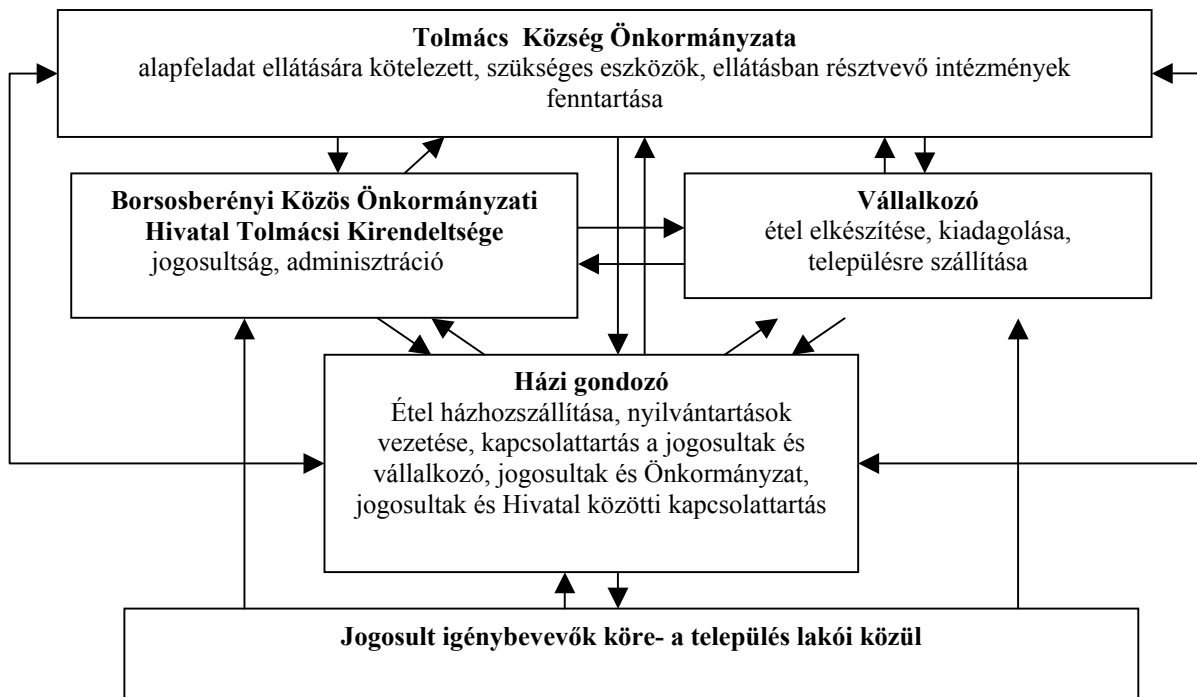 Tolmács Község Önkormányzata
alapfeladat ellátására kötelezett, szükséges eszközök, ellátásban résztvevő intézmények
fenntartása
Borsosberényi Közös Önkormányzati
Hivatal Tolmácsi Kirendeltsége
jogosultság, adminisztráció
Vállalkozó
étel elkészítése, kiadagolása,
településre szállítása
Házi gondozó
Étel házhozszállítása, nyilvántartások
vezetése, kapcsolattartás a jogosultak és
vállalkozó, jogosultak és Önkormányzat,
jogosultak és Hivatal közötti kapcsolattartás
Jogosult igénybevevők köre- a település lakói közül